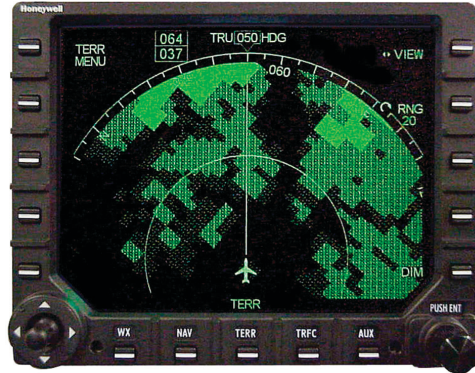 Honeywell
TERR
MENU
064
037
TRU 050 HDG
VIEW
060
RNG
20
DIM
TERR
PUSH ENT
WX
NAV
TERR
TRFC
AUX